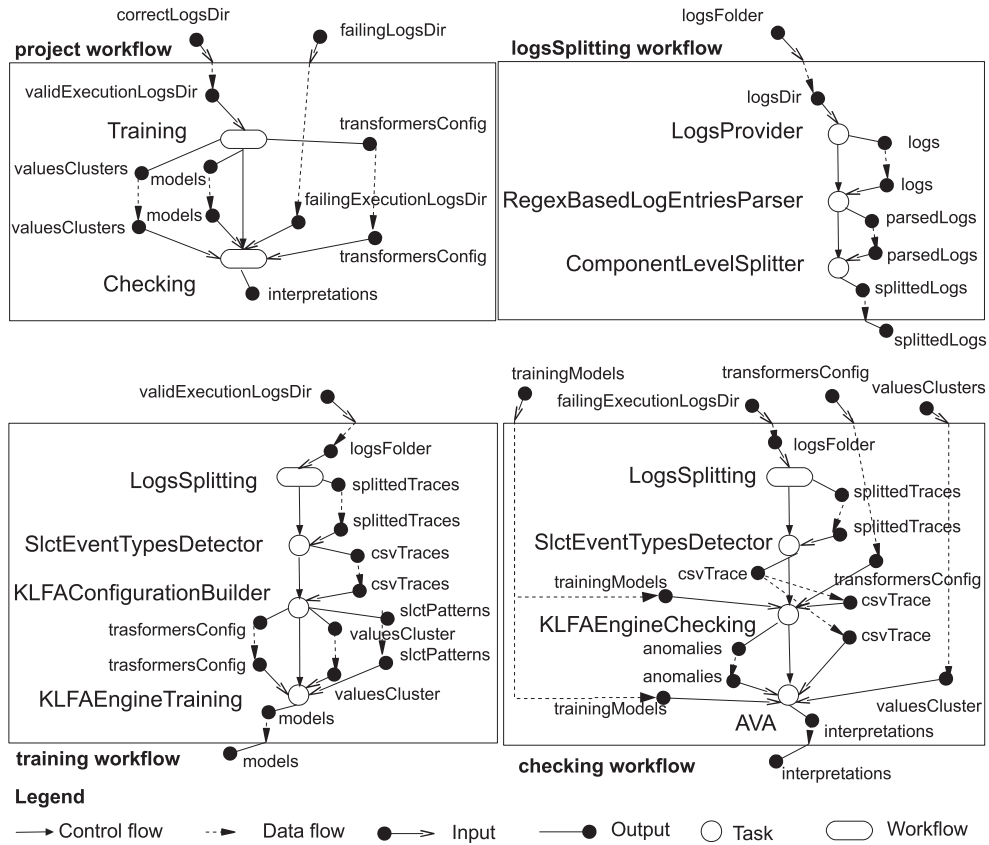 correctLogsDir
failingLogsDir
project workflow
validExecutionLogsDir
Training
transformersConfig
valuesClusters
models
failingExecutionLogsDir
models
valuesClusters
transformersConfig
Checking
interpretations
logsFolder
logsSplitting workflow
logsDir
LogsProvider
logs
logs
RegexBasedLogEntriesParser
parsedLogs
parsedLogs
ComponentLevelSplitter
splittedLogs
splittedLogs
validExecutionLogsDir
logsFolder
LogsSplitting
splittedTraces
splittedTraces
SlctEventTypesDetector
csvTraces
csvTraces
KLFAConfigurationBuilder
slctPatterns
trasformersConfig
valuesCluster
slctPatterns
trasformersConfig
valuesCluster
KLFAEngineTraining
models
training workflow
models
trainingModels
transformersConfig
valuesClusters
failingExecutionLogsDir
logsFolder
LogsSplitting
splittedTraces
splittedTraces
SlctEventTypesDetector
csvTrace
trainingModels
transformersConfig
csvTrace
KLFAEngineChecking
csvTrace
anomalies
anomalies
trainingModels
valuesCluster
AVA
interpretations
checking workflow
interpretations
Legend
Control flow
Data flow
Input
Output
Task
Workflow